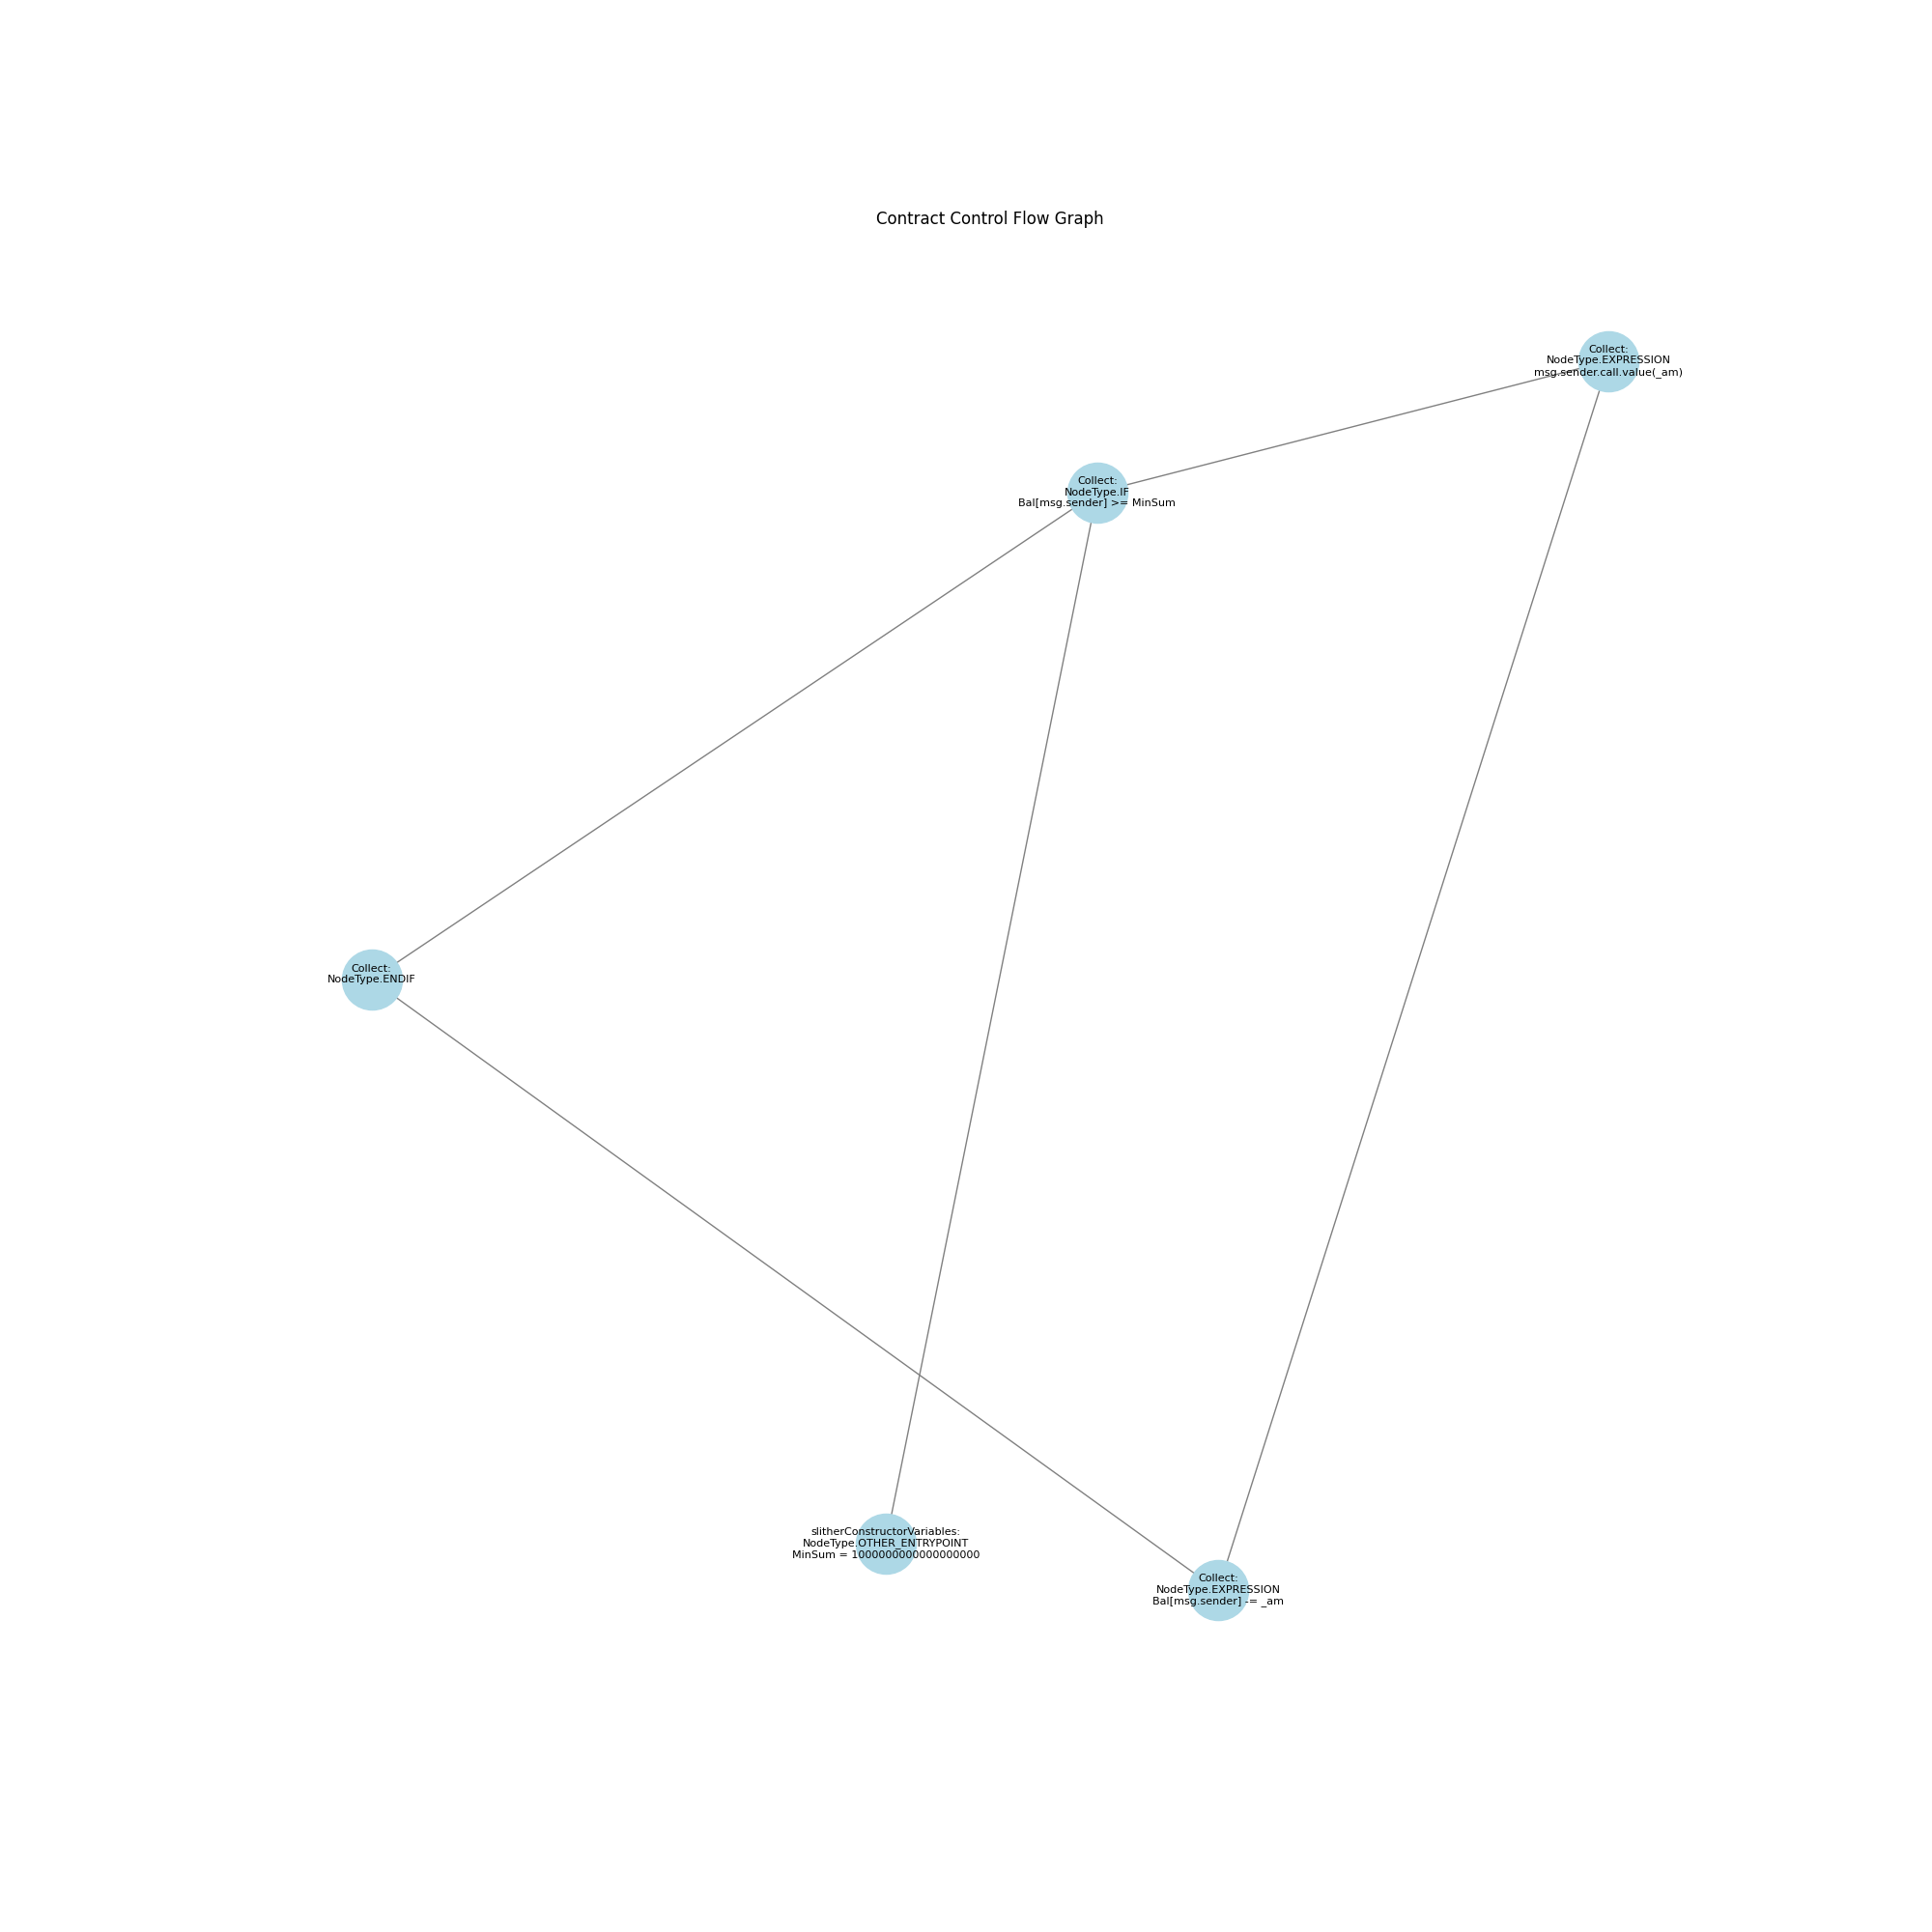 Contract Control Flow Graph
Collect:
NodeType.EXPRESSION
msg.sender.call.value(_am)
Collect:
NodeType.IF
Bal[msg.sender] >= MinSum
Collect:
NodeType.ENDIF
slitherConstructorVariables:
NodeType.OTHER_ENTRYPOINT
MinSum = 1000000000000000000
Collect:
NodeType.EXPRESSION
Bal[msg.sender] -= _am